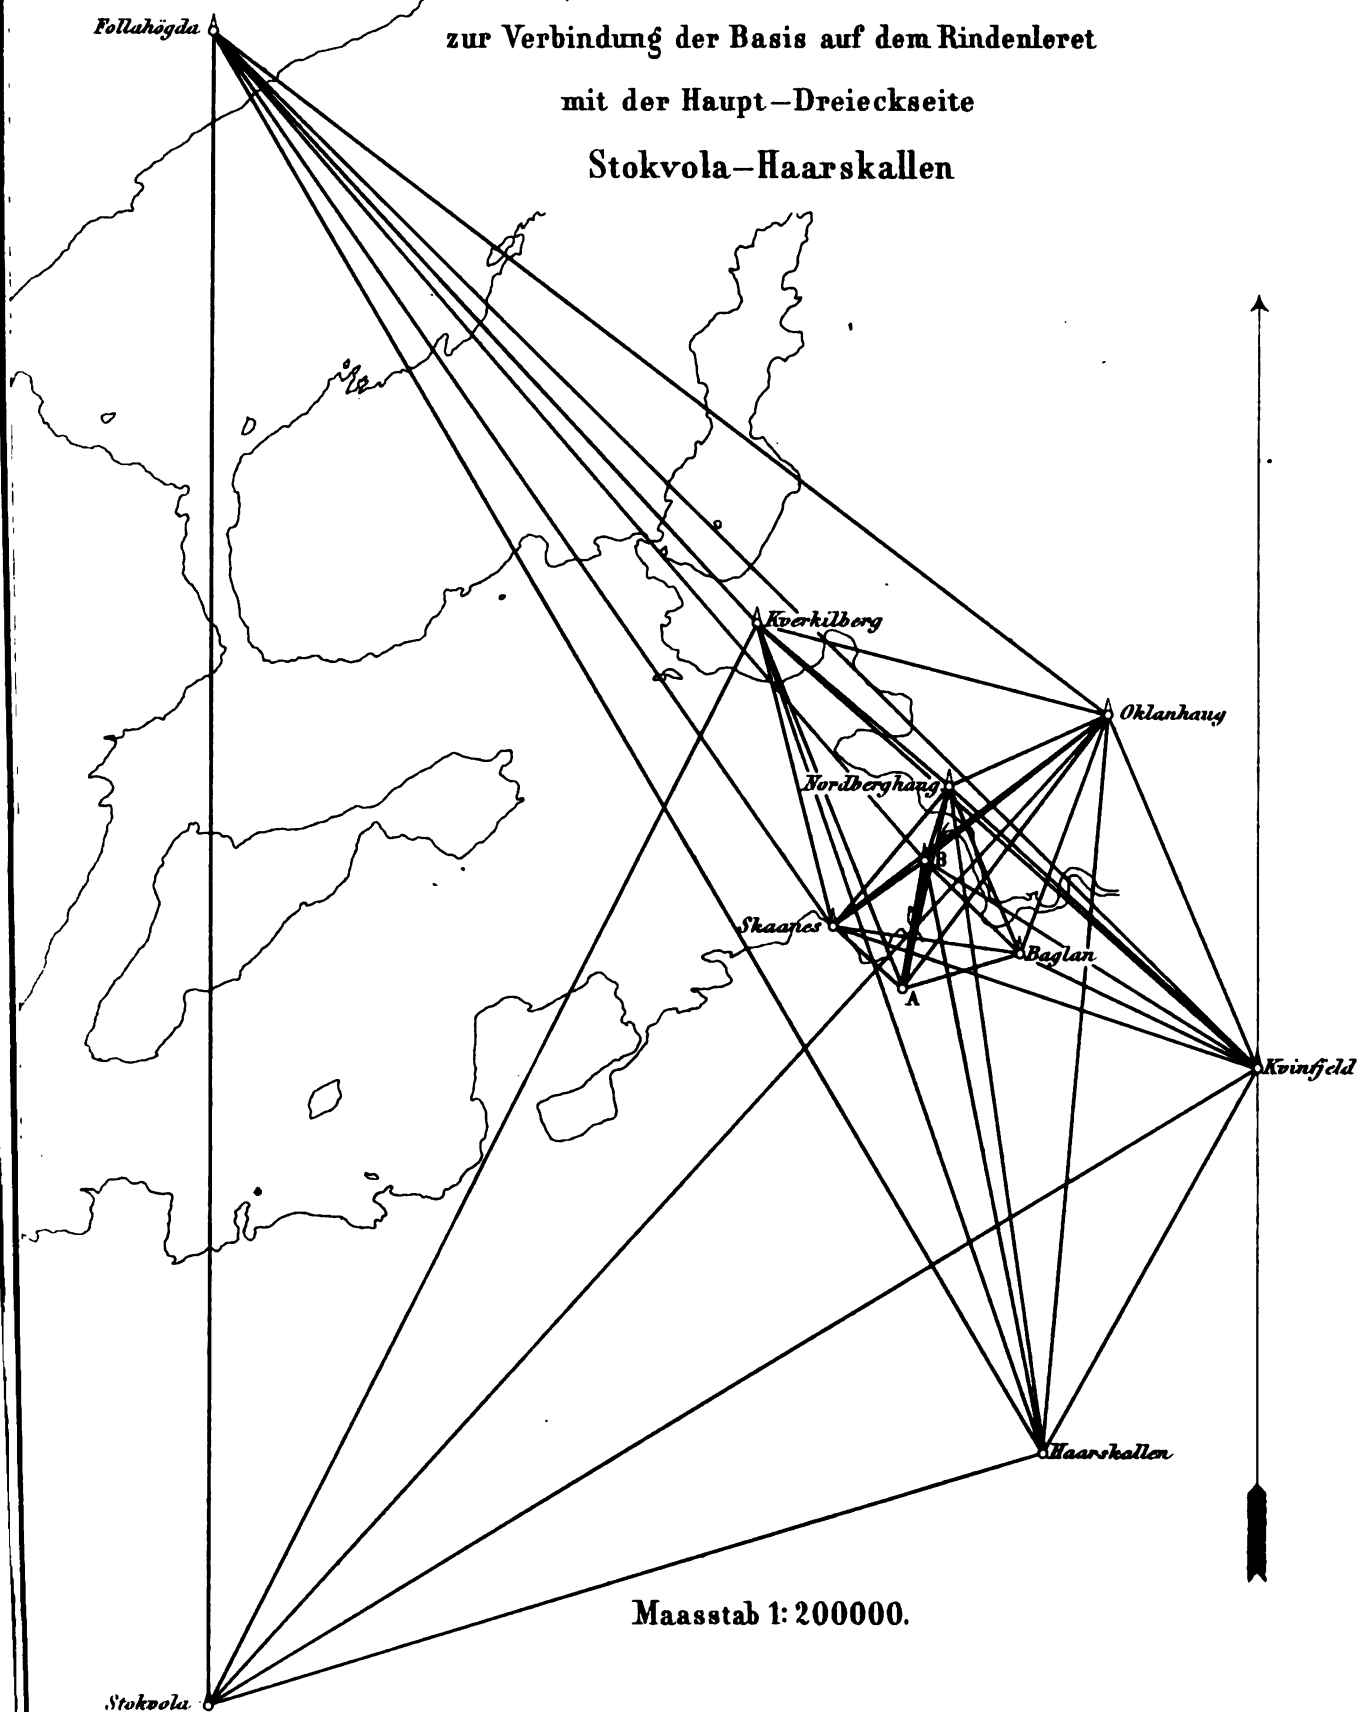 Follahögda
zur Verbindung der Basis auf dem Rindenleret
mit der Haupt-Dreieckseite
Stokvola-Haarskallen
Kverkilberg
Oklanhaug
Nordberghaug
B
Skaanes
Baglan
A
Kvinfjeld
Haarskallen
Maasstab 1:200000.
Stokvola